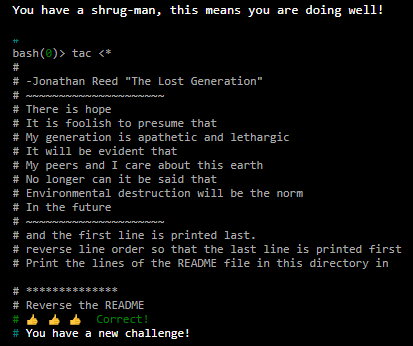 You have a shrug-man, this means you are doing well!
#
bash(0)> tac <*
#
# -Jonathan Reed "The Lost Generation"
# ~~~~~~~~~~~~~~~~~~~~~
# There is hope
# It is foolish to presume that
# My generation is apathetic and lethargic
# It will be evident that
# My peers and I care about this earth
# No longer can it be said that
# Environmental destruction will be the norm
# In the future
# ~~~~~~~~~~~~~~~~~~~~~
# and the first line is printed last.
# reverse line order so that the last line is printed first
# Print the lines of the README file in this directory in
# **************
# Reverse the README
# 👍 👍 👍 Correct!
# You have a new challenge!